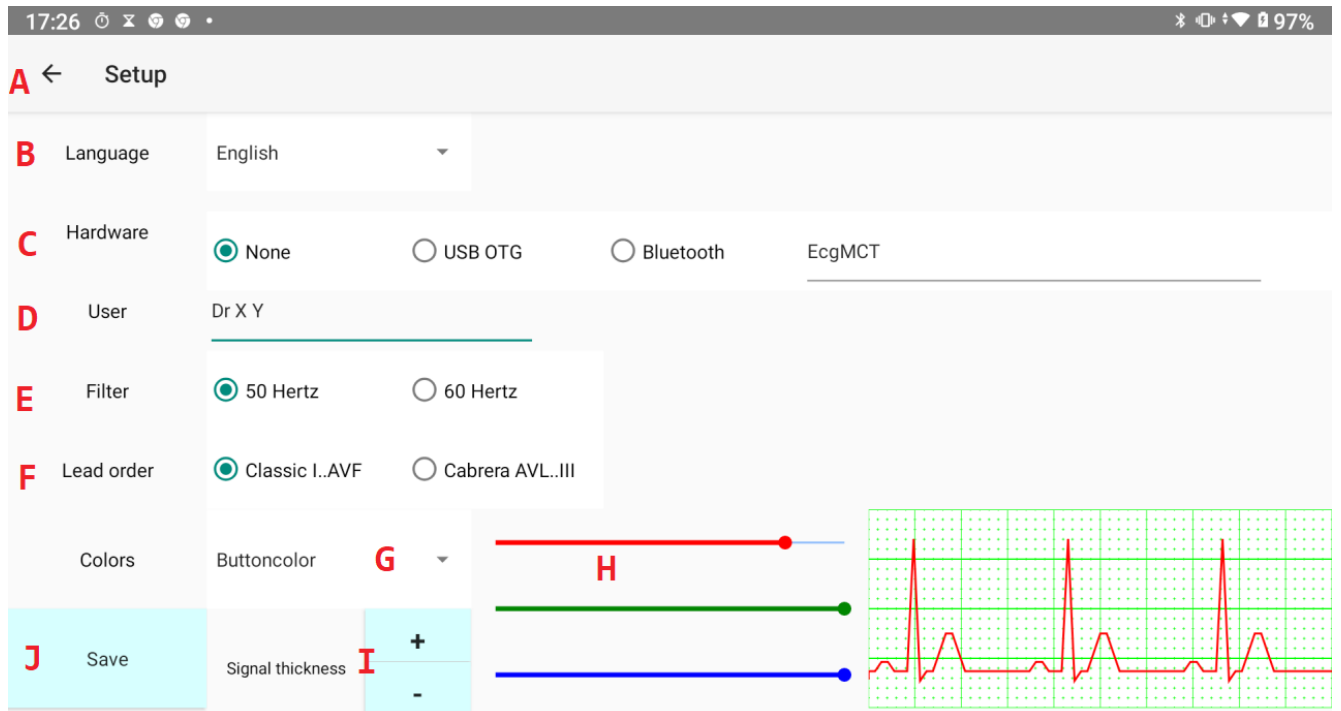 17:26 97%
A Setup
B Language English
C Hardware None USB OTG Bluetooth EcgMCT
D User Dr X Y
E Filter 50 Hertz 60 Hertz
F Lead order Classic I..AVF Cabrera AVL..III
Colors Buttoncolor G H
J Save Signal thickness I +
-